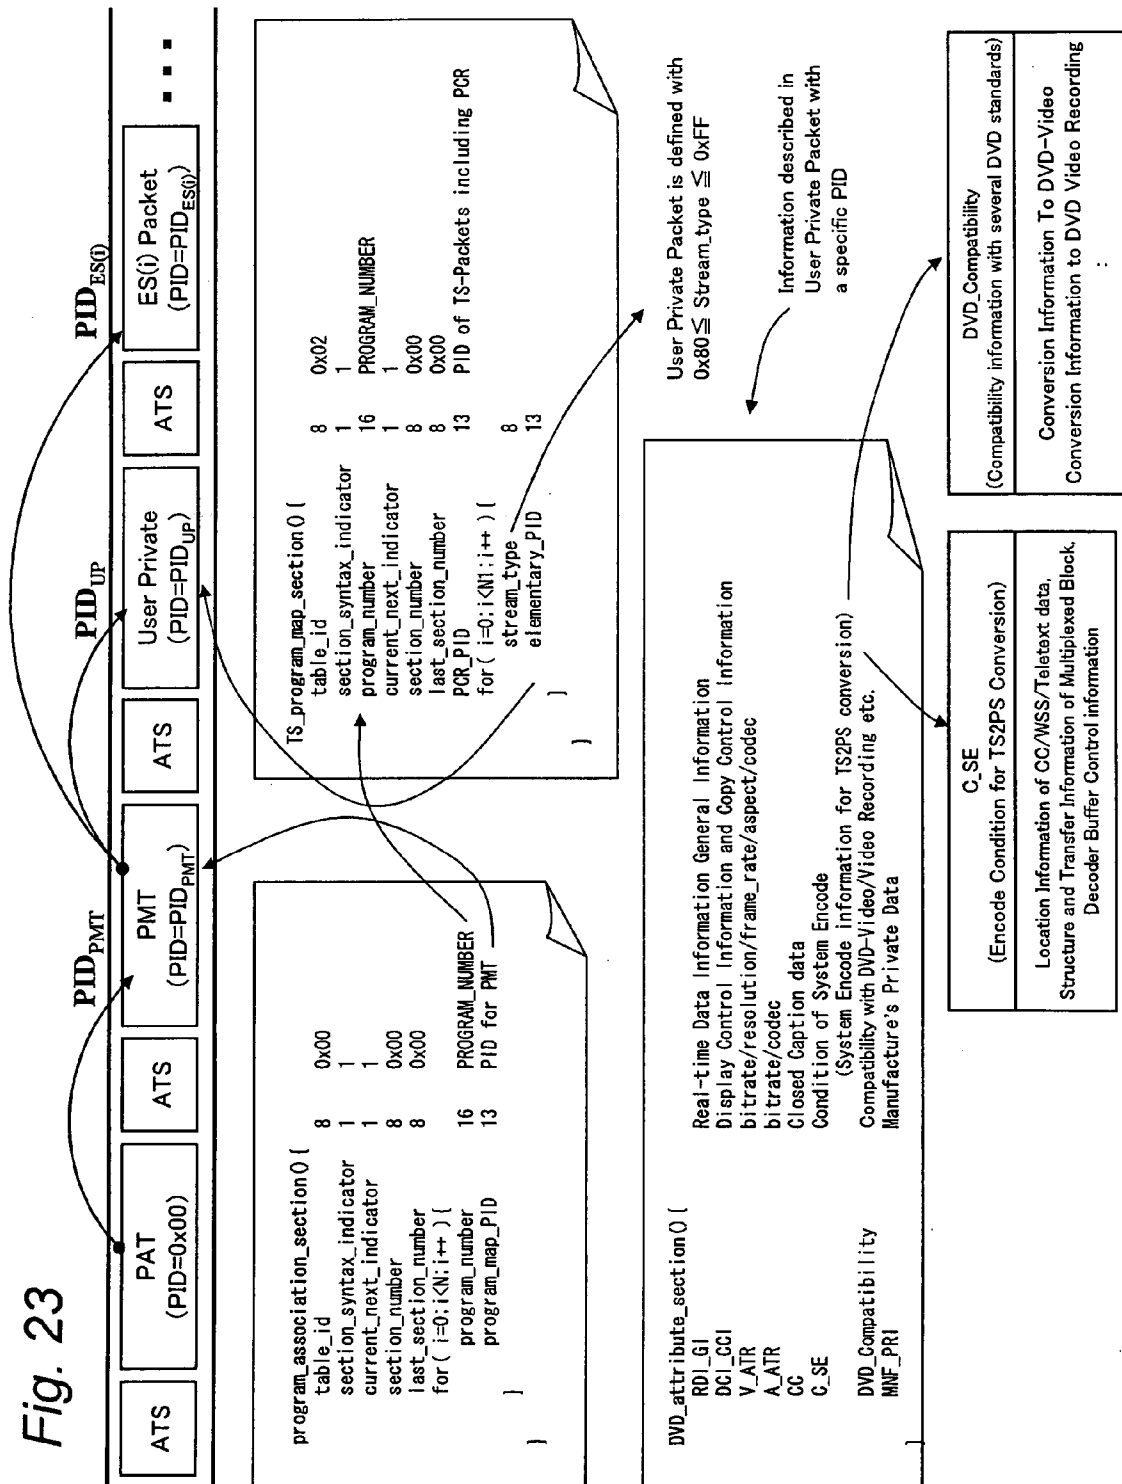 Fig. 23
PID_PMT
PID_UP
PID_ES(i)
ATS
PAT
(PID=0x00)
ATS
PMT
(PID=PID_PMT)
ATS
User Private
(PID=PID_UP)
ATS
ES(i) Packet
(PID=PID_ES(i))
▪ ▪ ▪
program_association_section(){
table_id 8 0x00
section_syntax_indicator 1 1
current_next_indicator 1 1
section_number 8 0x00
last_section_number 8 0x00
for( i=0;i<N;i++ ){
program_number 16 PROGRAM_NUMBER
program_map_PID 13 PID for PMT
}
}
TS_program_map_section(){
table_id 8 0x02
section_syntax_indicator 1 1
program_number 16 PROGRAM_NUMBER
current_next_indicator 1 1
section_number 8 0x00
last_section_number 8 0x00
PCR_PID 13 PID of TS-Packets including PCR
for( i=0;i<N1;i++ ){
stream_type 8
elementary_PID 13
}
}
User Private Packet is defined with
0x80≦ Stream_type ≦ 0xFF
Information described in
User Private Packet with
a specific PID
DVD_attribute_section(){
RDI_GI Real-time Data Information General Information
DCI_CCI Display Control Information and Copy Control Information
V_ATR bitrate/resolution/frame_rate/aspect/codec
A_ATR bitrate/codec
CC Closed Caption data
C_SE Condition of System Encode
(System Encode information for TS2PS conversion)
DVD_Compatibility Compatibility with DVD-Video/Video Recording etc.
MNF_PRI Manufacture's Private Data
}
C_SE
(Encode Condition for TS2PS Conversion)
Location Information of CC/WSS/Teletext data,
Structure and Transfer Information of Multiplexed Block,
Decoder Buffer Control information
DVD_Compatibility
(Compatibility information with several DVD standards)
Conversion Information To DVD-Video
Conversion Information to DVD Video Recording
: